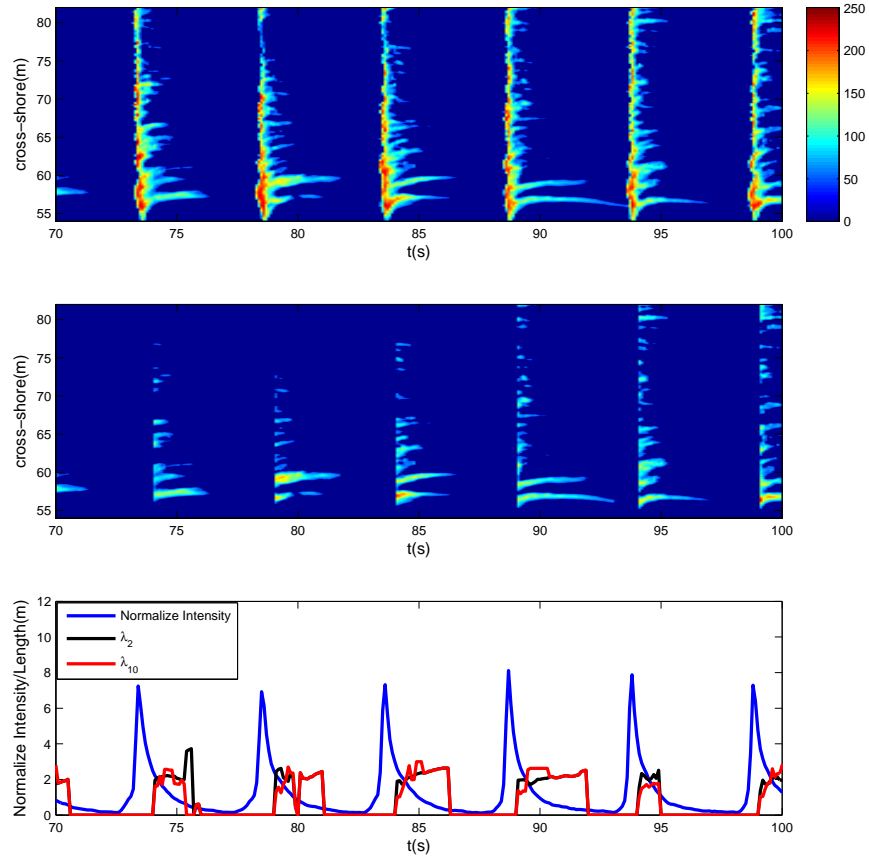 250
200
150
100
50
0
cross−shore(m)
80
75
70
65
60
55
70 75 80 85 90 95 100
t(s)
cross−shore(m)
80
75
70
65
60
55
70 75 80 85 90 95 100
t(s)
Normalize Intensity/Length(m)
12
10
8
6
4
2
0
Normalize Intensity
λ2
λ10
70 75 80 85 90 95 100
t(s)